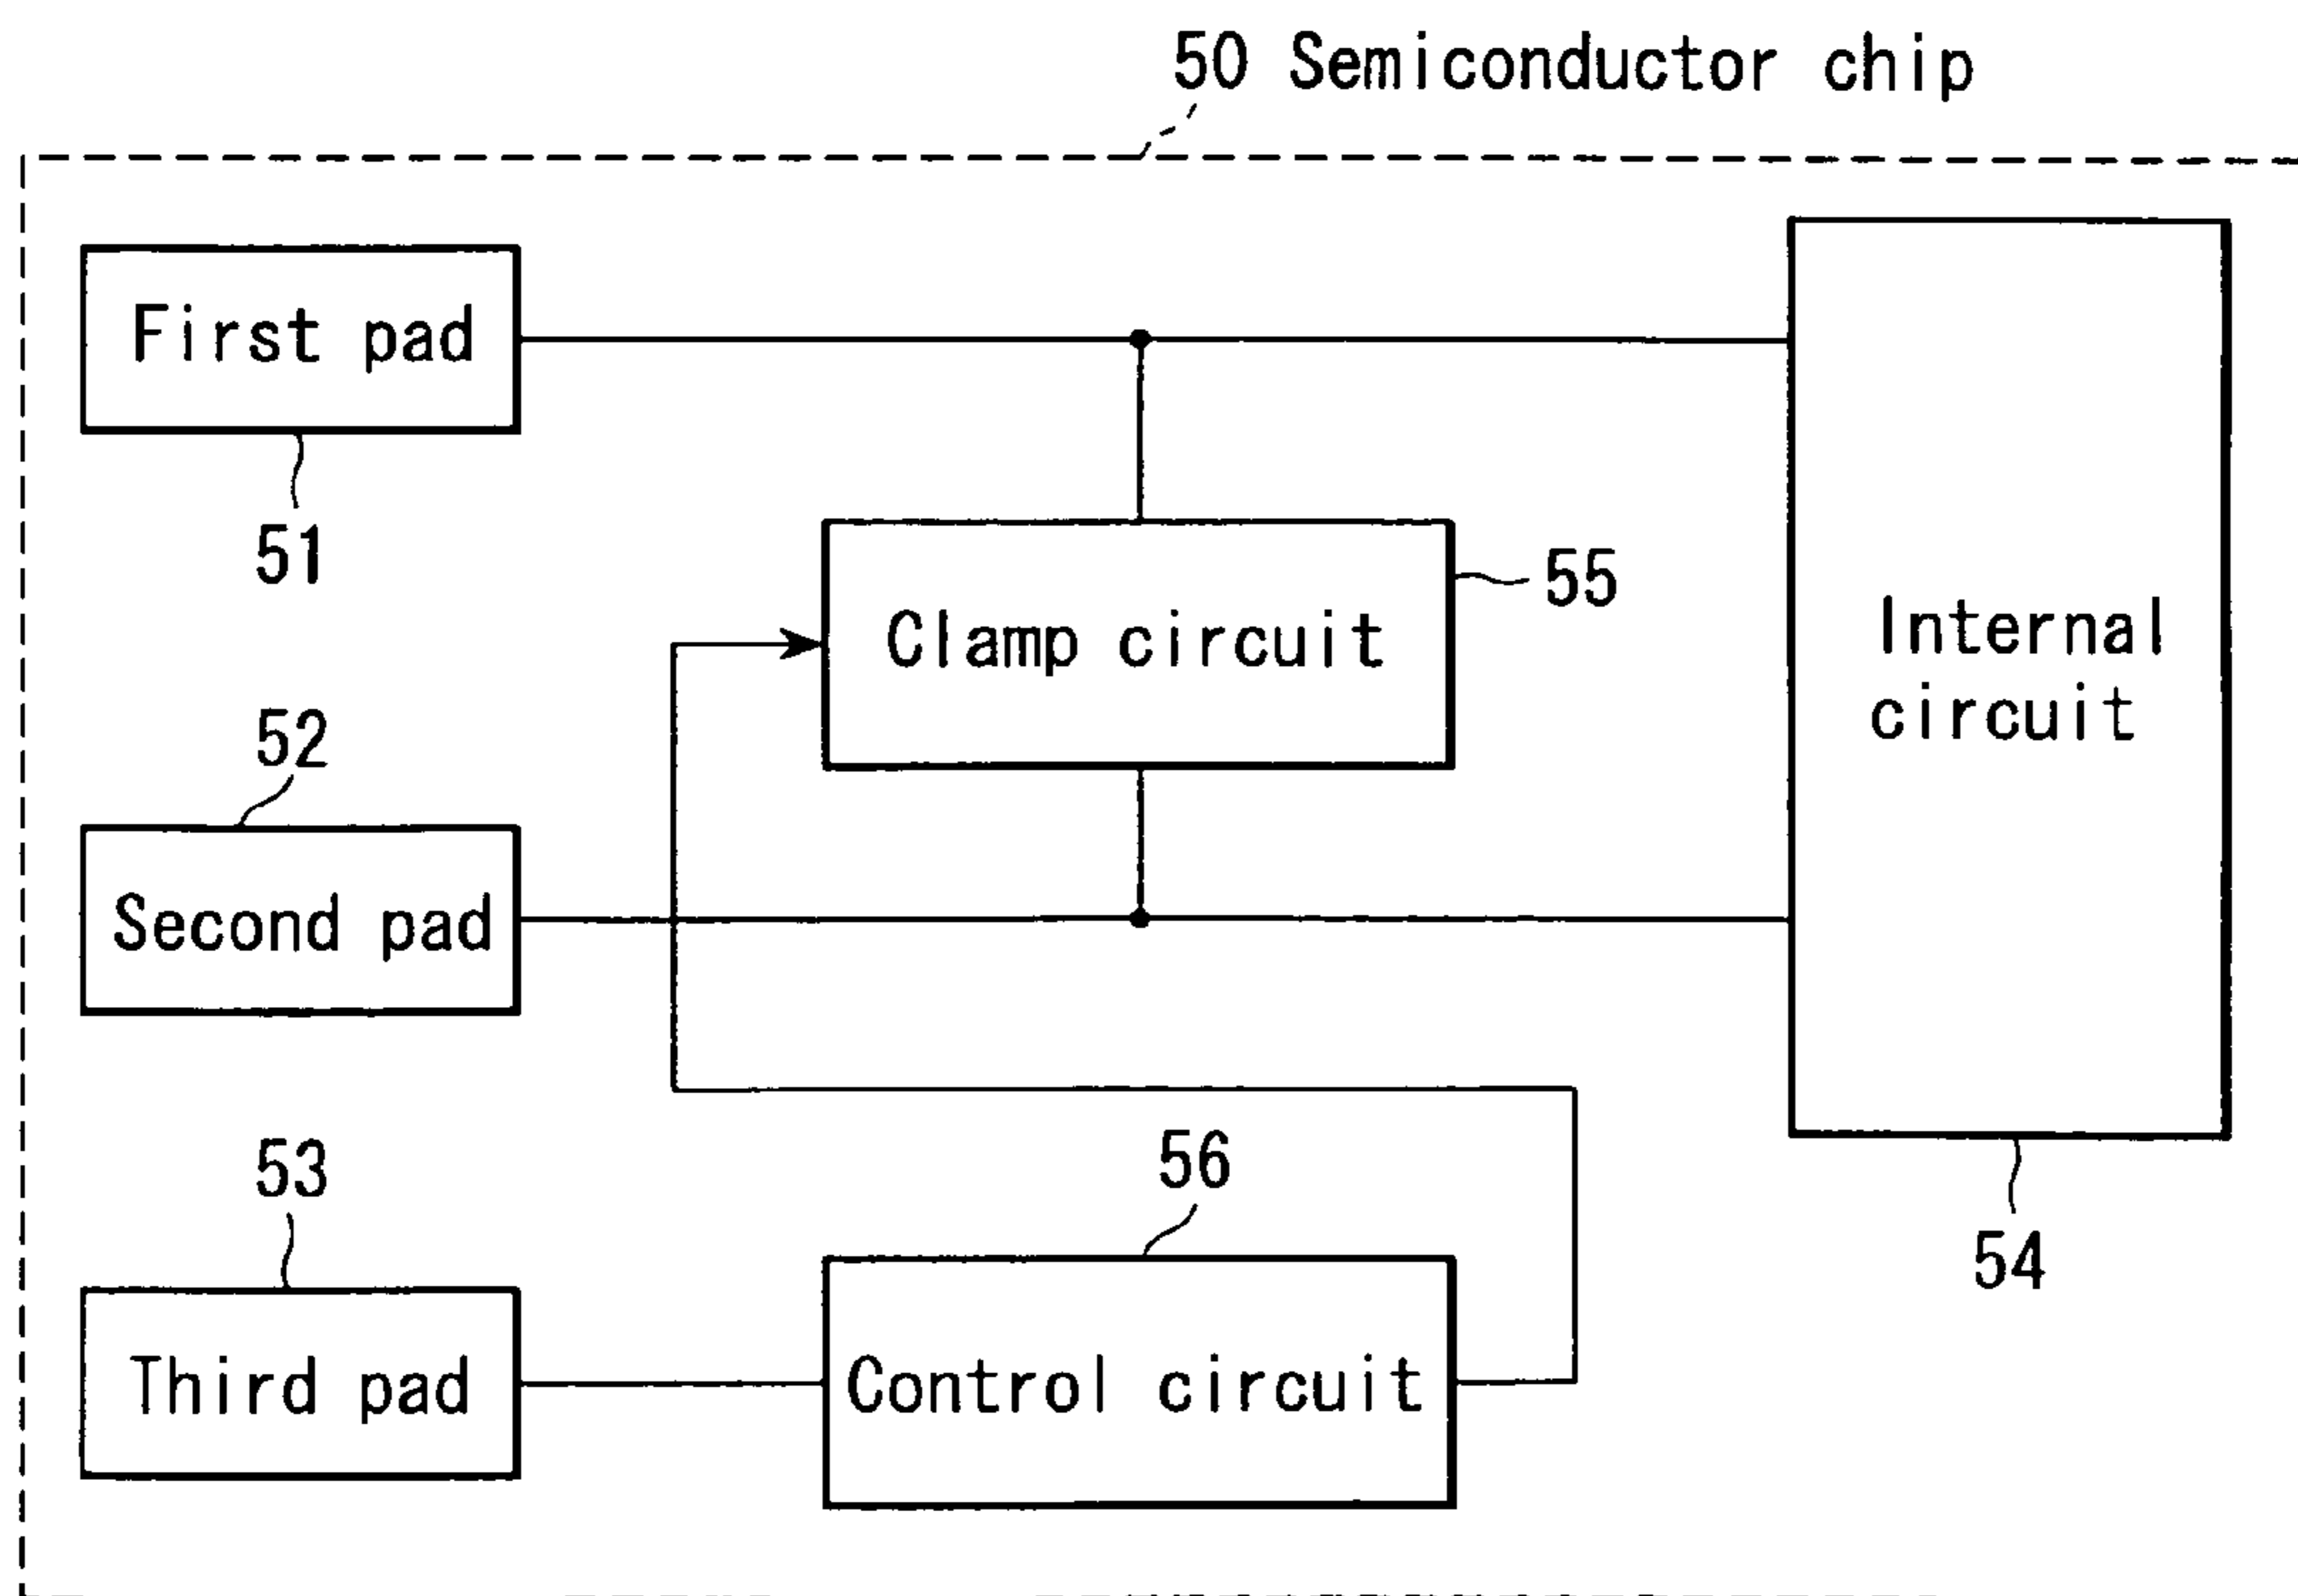 50 Semiconductor chip
First pad
51
Clamp circuit
55
Internal
circuit
52
Second pad
53
56
54
Third pad
Control circuit